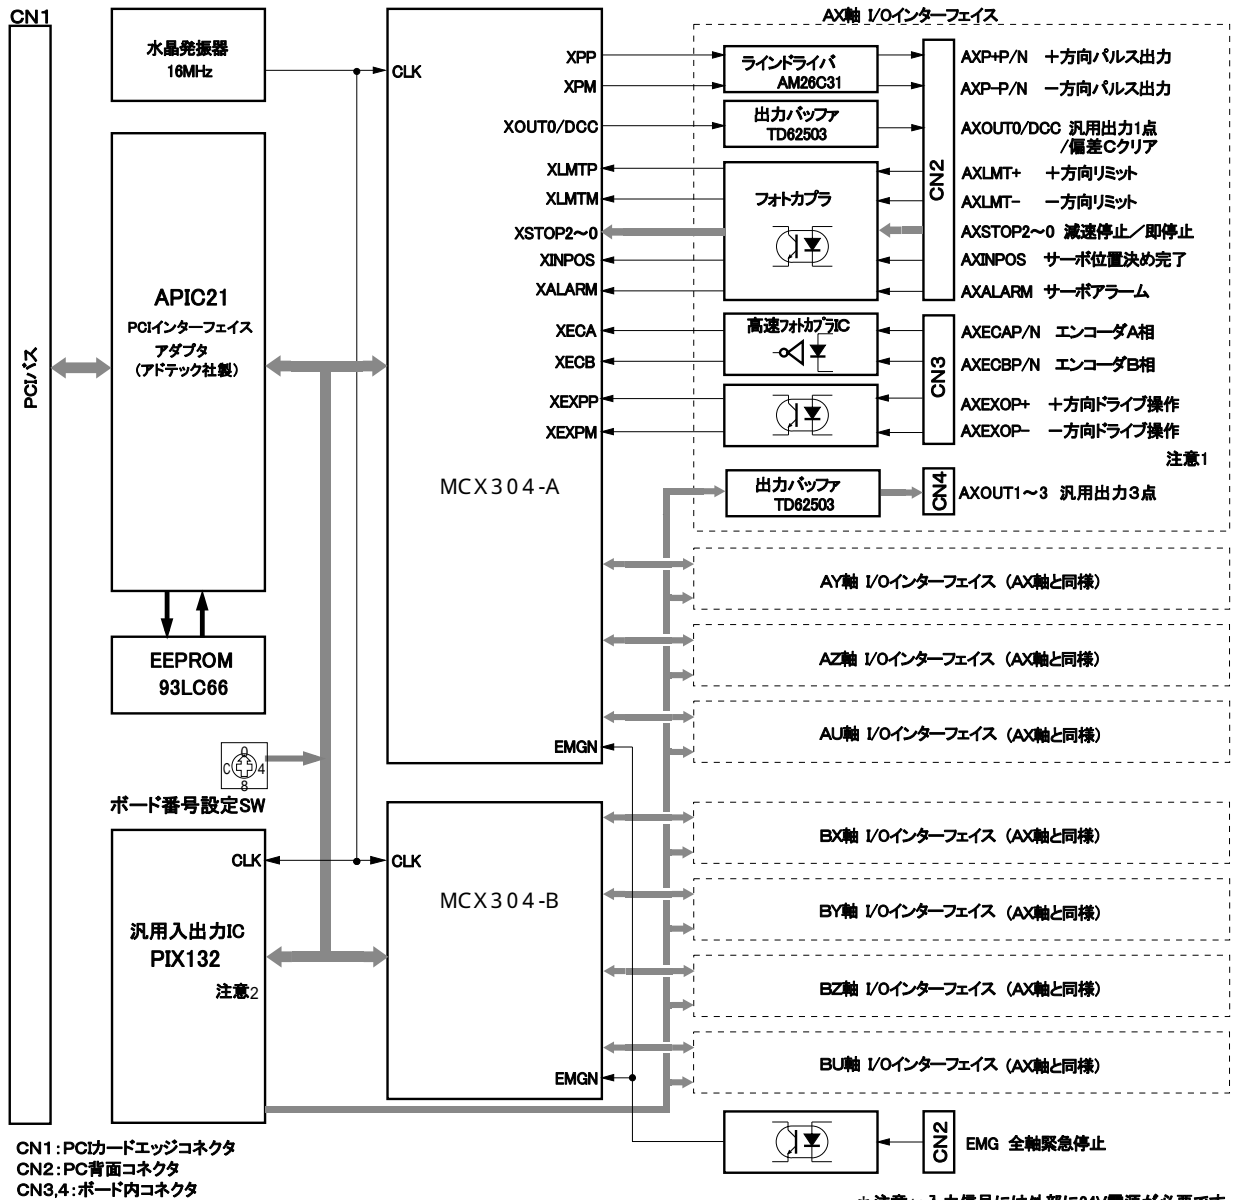 CN1
水晶発振器
16MHz
CLK
AX軸 I/Oインターフェイス
XPP
XPM
XOUT0/DCC
XLMTP
XLMTM
XSTOP2～0
XINPOS
XALARM
XECA
XECB
XEXPP
XEXPM
ラインドライバ
AM26C31
出力バッファ
TD62503
フォトカプラ
高速フォトカプラIC
CN2
CN3
CN4
AXP+P/N ＋方向パルス出力
AXP-P/N －方向パルス出力
AXOUT0/DCC 汎用出力1点
/偏差Cクリア
AXLMT+ ＋方向リミット
AXLMT- －方向リミット
AXSTOP2～0 減速停止／即停止
AXINPOS サーボ位置決め完了
AXALARM サーボアラーム
AXECAP/N エンコーダA相
AXECBP/N エンコーダB相
AXEXOP+ ＋方向ドライブ操作
AXEXOP- －方向ドライブ操作
注意1
出力バッファ
TD62503
AXOUT1～3 汎用出力3点
PCIバス
APIC21
PCIインターフェイス
アダプタ
(アドテック社製)
MCX304-A
EEPROM
93LC66
AY軸 I/Oインターフェイス (AX軸と同様)
AZ軸 I/Oインターフェイス (AX軸と同様)
AU軸 I/Oインターフェイス (AX軸と同様)
EMGN
0
C 4
8
ボード番号設定SW
CLK
CLK
MCX304-B
汎用入出力IC
PIX132
注意2
BX軸 I/Oインターフェイス (AX軸と同様)
BY軸 I/Oインターフェイス (AX軸と同様)
BZ軸 I/Oインターフェイス (AX軸と同様)
BU軸 I/Oインターフェイス (AX軸と同様)
EMGN
CN2
EMG 全軸緊急停止
CN1：PCIカードエッジコネクタ
CN2：PC背面コネクタ
CN3,4：ボード内コネクタ